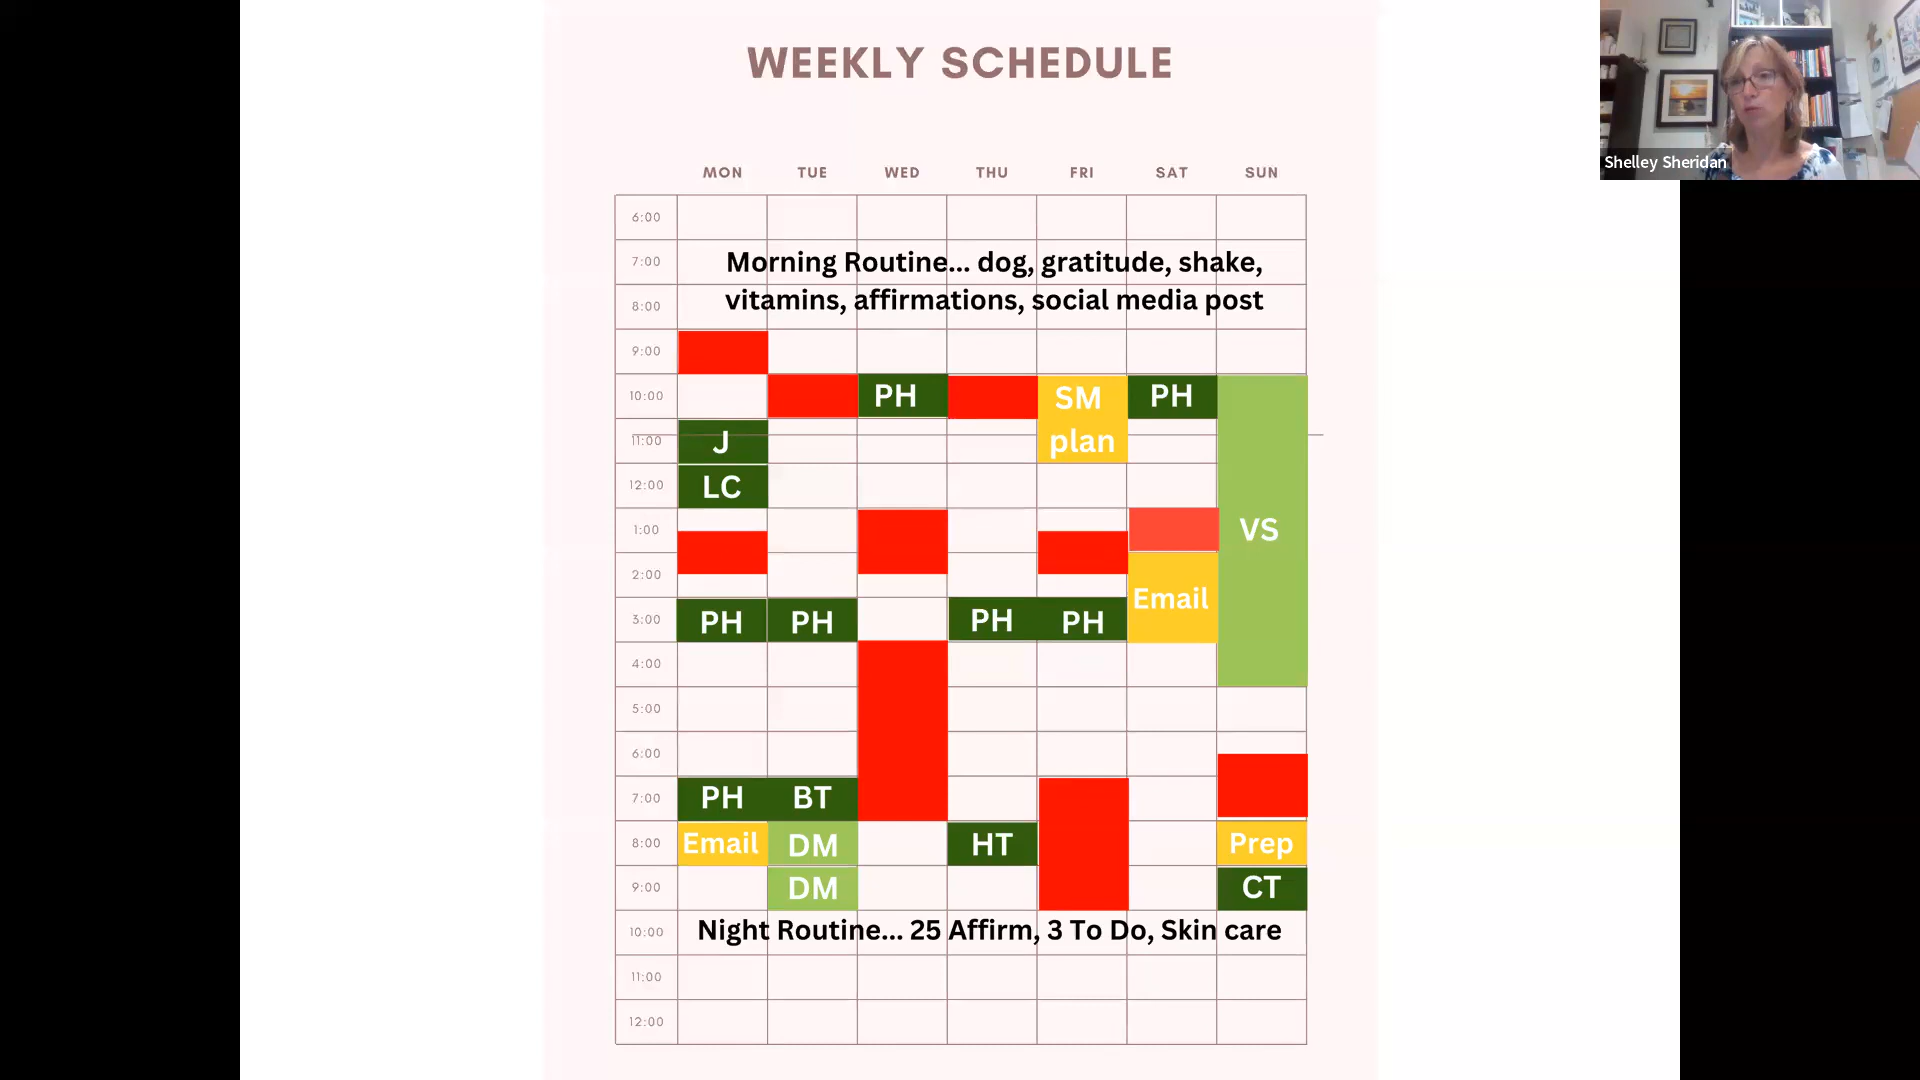 WEEKLY SCHEDULE
Shelley Sheridan
MON TUE WED THU FRI SAT SUN
6:00
7:00 Morning Routine... dog, gratitude, shake,
8:00 vitamins, affirmations, social media post
9:00
10:00 PH SM PH
11:00 J plan
12:00 LC
1:00 VS
2:00 Email
3:00 PH PH PH PH
4:00
5:00
6:00
7:00 PH BT
8:00 Email DM HT Prep
9:00 DM CT
10:00 Night Routine... 25 Affirm, 3 To Do, Skin care
11:00
12:00